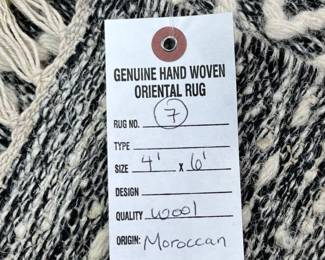 GENUINE HAND WOVEN
ORIENTAL RUG
RUG NO. 7
TYPE
SIZE 4' x 6'
DESIGN
QUALITY wool
ORIGIN: Moroccan